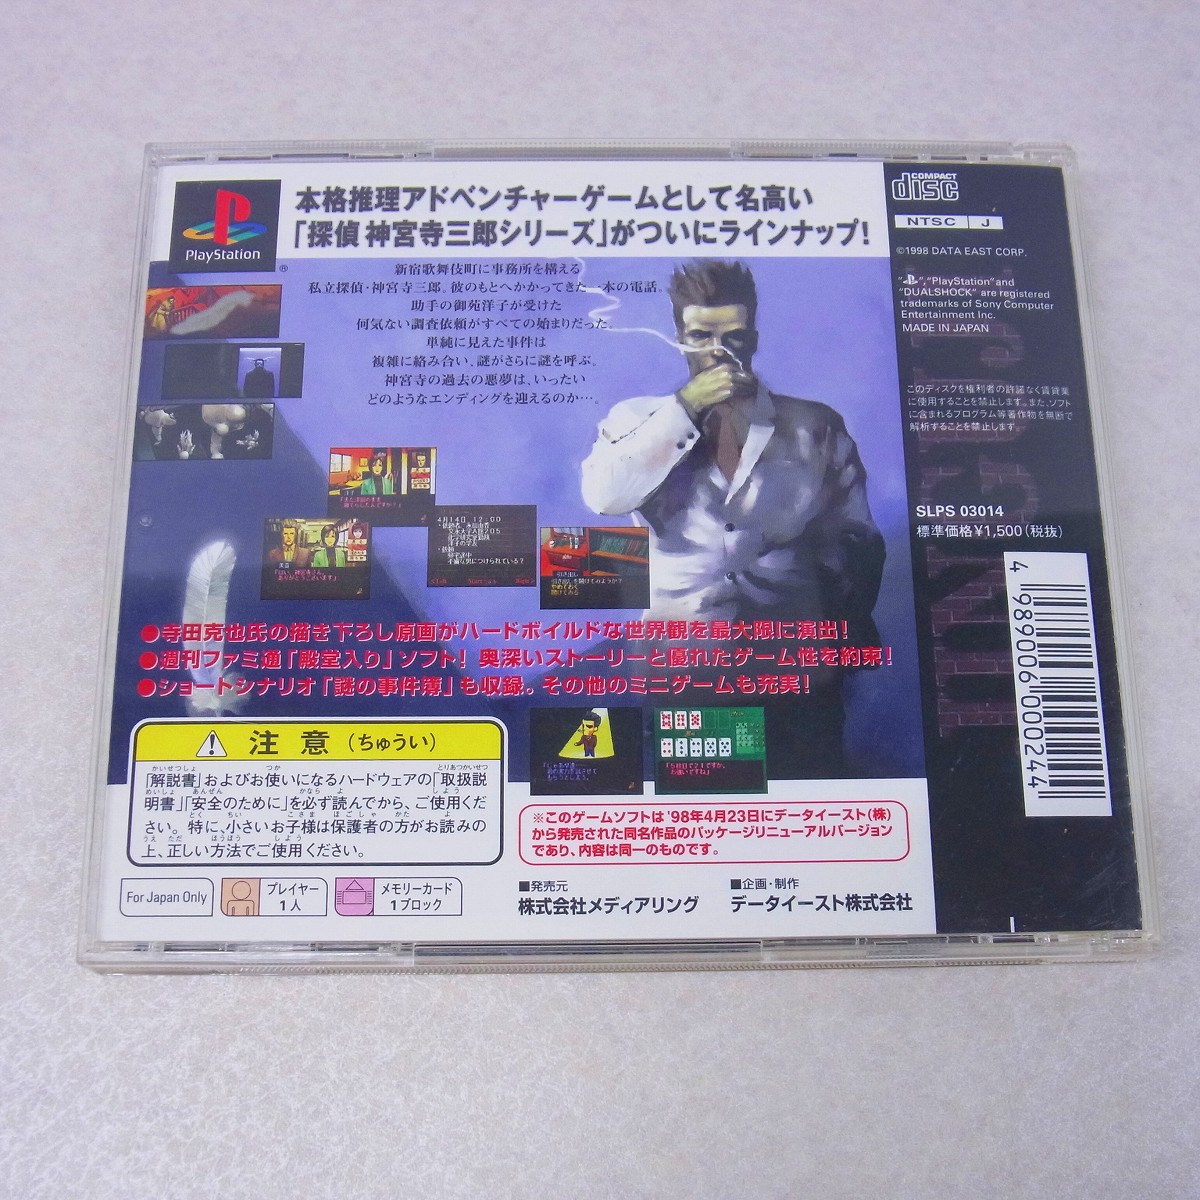 PlayStation
®
本格推理アドベンチャーゲームとして名高い
「探偵 神宮寺三郎シリーズ」がついにラインナップ!
新宿歌舞伎町に事務所を構える
私立探偵・神宮寺三郎。彼のもとへかかってきた一本の電話。
助手の御苑洋子が受けた
何気ない調査依頼がすべての始まりだった。
単純に見えた事件は
複雑に絡み合い、謎がさらに謎を呼ぶ。
神宮寺の過去の悪夢は、いったい
どのようなエンディングを迎えるのか…。
4月14日 12:00
●寺田克也氏の描き下ろし原画がハードボイルドな世界観を最大限に演出!
●週刊ファミ通「殿堂入り」ソフト! 奥深いストーリーと優れたゲーム性を約束!
●ショートシナリオ「謎の事件簿」も収録。その他のミニゲームも充実!
注意(ちゅうい)
「解説書」およびお使いになるハードウェアの「取扱説
明書」「安全のために」を必ず読んでから、ご使用くだ
さい。特に、小さいお子様は保護者の方がお読みの
上、正しい方法でご使用ください。
For Japan Only
プレイヤー
1人
メモリーカード
1ブロック
※このゲームソフトは'98年4月23日にデータイースト(株)
から発売された同名作品のパッケージリニューアルバージョン
であり、内容は同一のものです。
■発売元
株式会社メディアリング
■企画・制作
データイースト株式会社
COMPACT
disc
NTSC J
©1998 DATA EAST CORP.
"", "PlayStation" and
"DUALSHOCK" are registered
trademarks of Sony Computer
Entertainment Inc.
MADE IN JAPAN
このディスクを権利者の許諾なく賃貸業
に使用することを禁止します。また、ソフト
に含まれるプログラム等著作物を無断で
解析することを禁止します。
SLPS 03014
標準価格¥1,500(税抜)
4989006000244